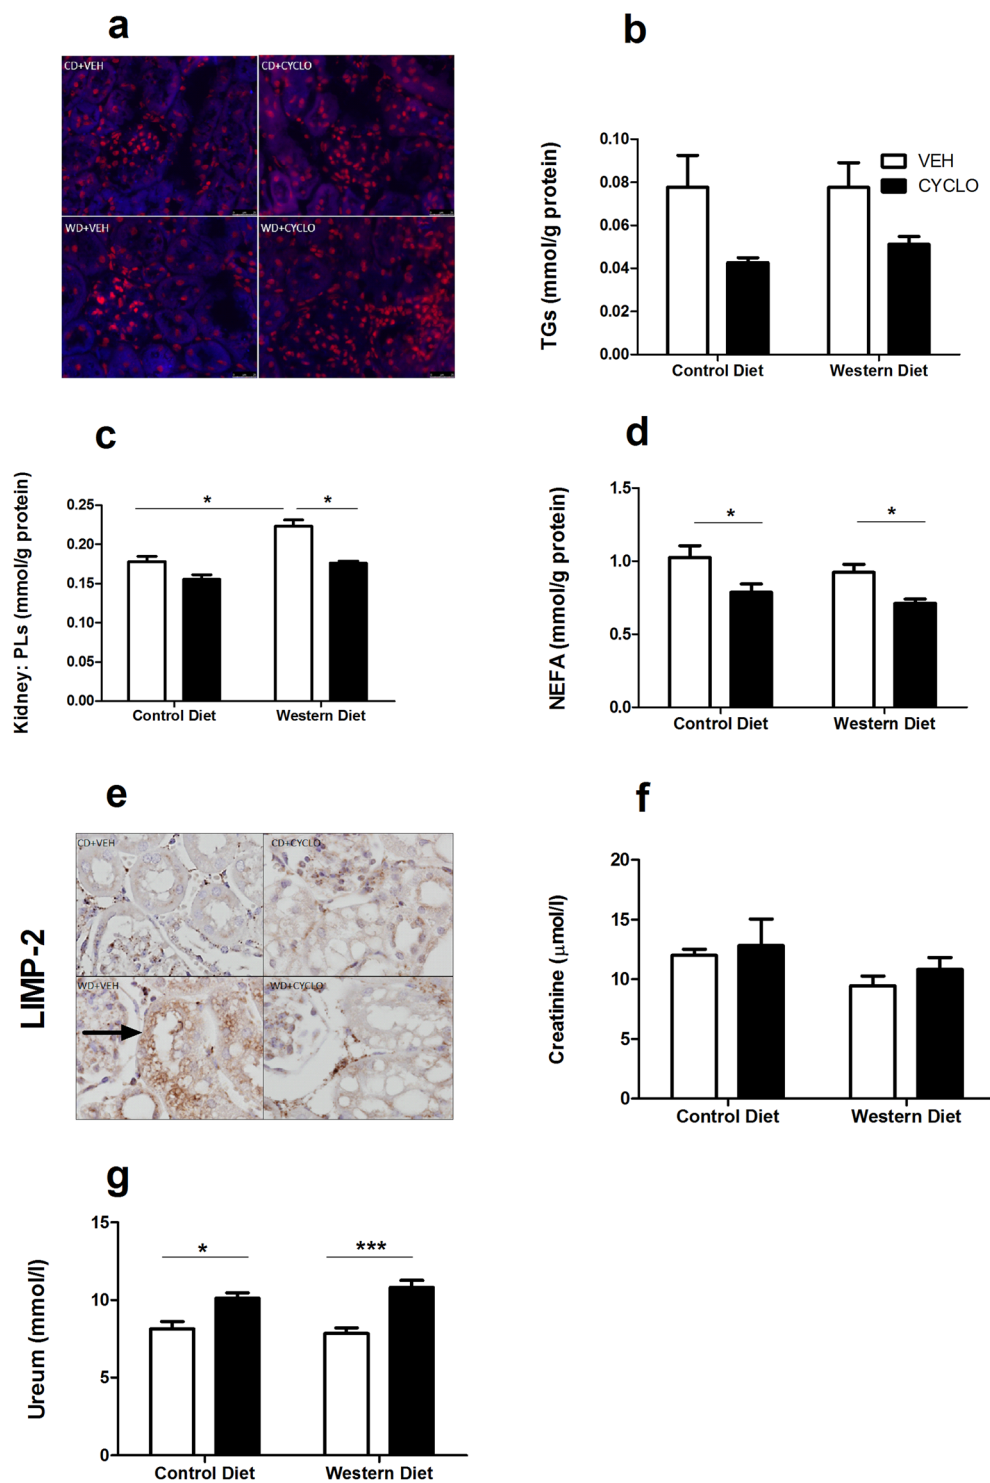 a
CD+VEH
CD+CYCLO
WD+VEH
WD+CYCLO
b
TGs (mmol/g protein)
0.10
0.08
0.06
0.04
0.02
0.00
VEH
CYCLO
Control Diet
Western Diet
c
Kidney: PLs (mmol/g protein)
0.25
0.20
0.15
0.10
0.05
0.00
*
*
Control Diet
Western Diet
d
NEFA (mmol/g protein)
1.5
1.0
0.5
0.0
*
*
Control Diet
Western Diet
e
LIMP-2
CD+VEH
CD+CYCLO
WD+VEH
WD+CYCLO
f
Creatinine (μmol/l)
20
15
10
5
0
Control Diet
Western Diet
g
Ureum (mmol/l)
15
10
5
0
*
***
Control Diet
Western Diet